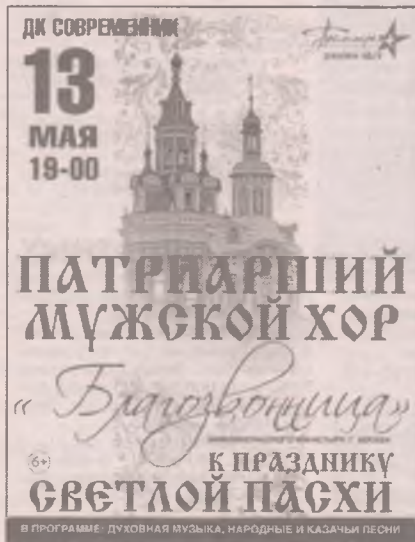 ДК СОВРЕМЕННИК
13
МАЯ
19-00
ПАТРИАРШИЙ
МУЖСКОЙ ХОР
«Благозвонница»
6+
К ПРАЗДНИКУ
СВЕТЛОЙ ПАСХИ
В ПРОГРАММЕ: ДУХОВНАЯ МУЗЫКА, НАРОДНЫЕ И КАЗАЧЬИ ПЕСНИ